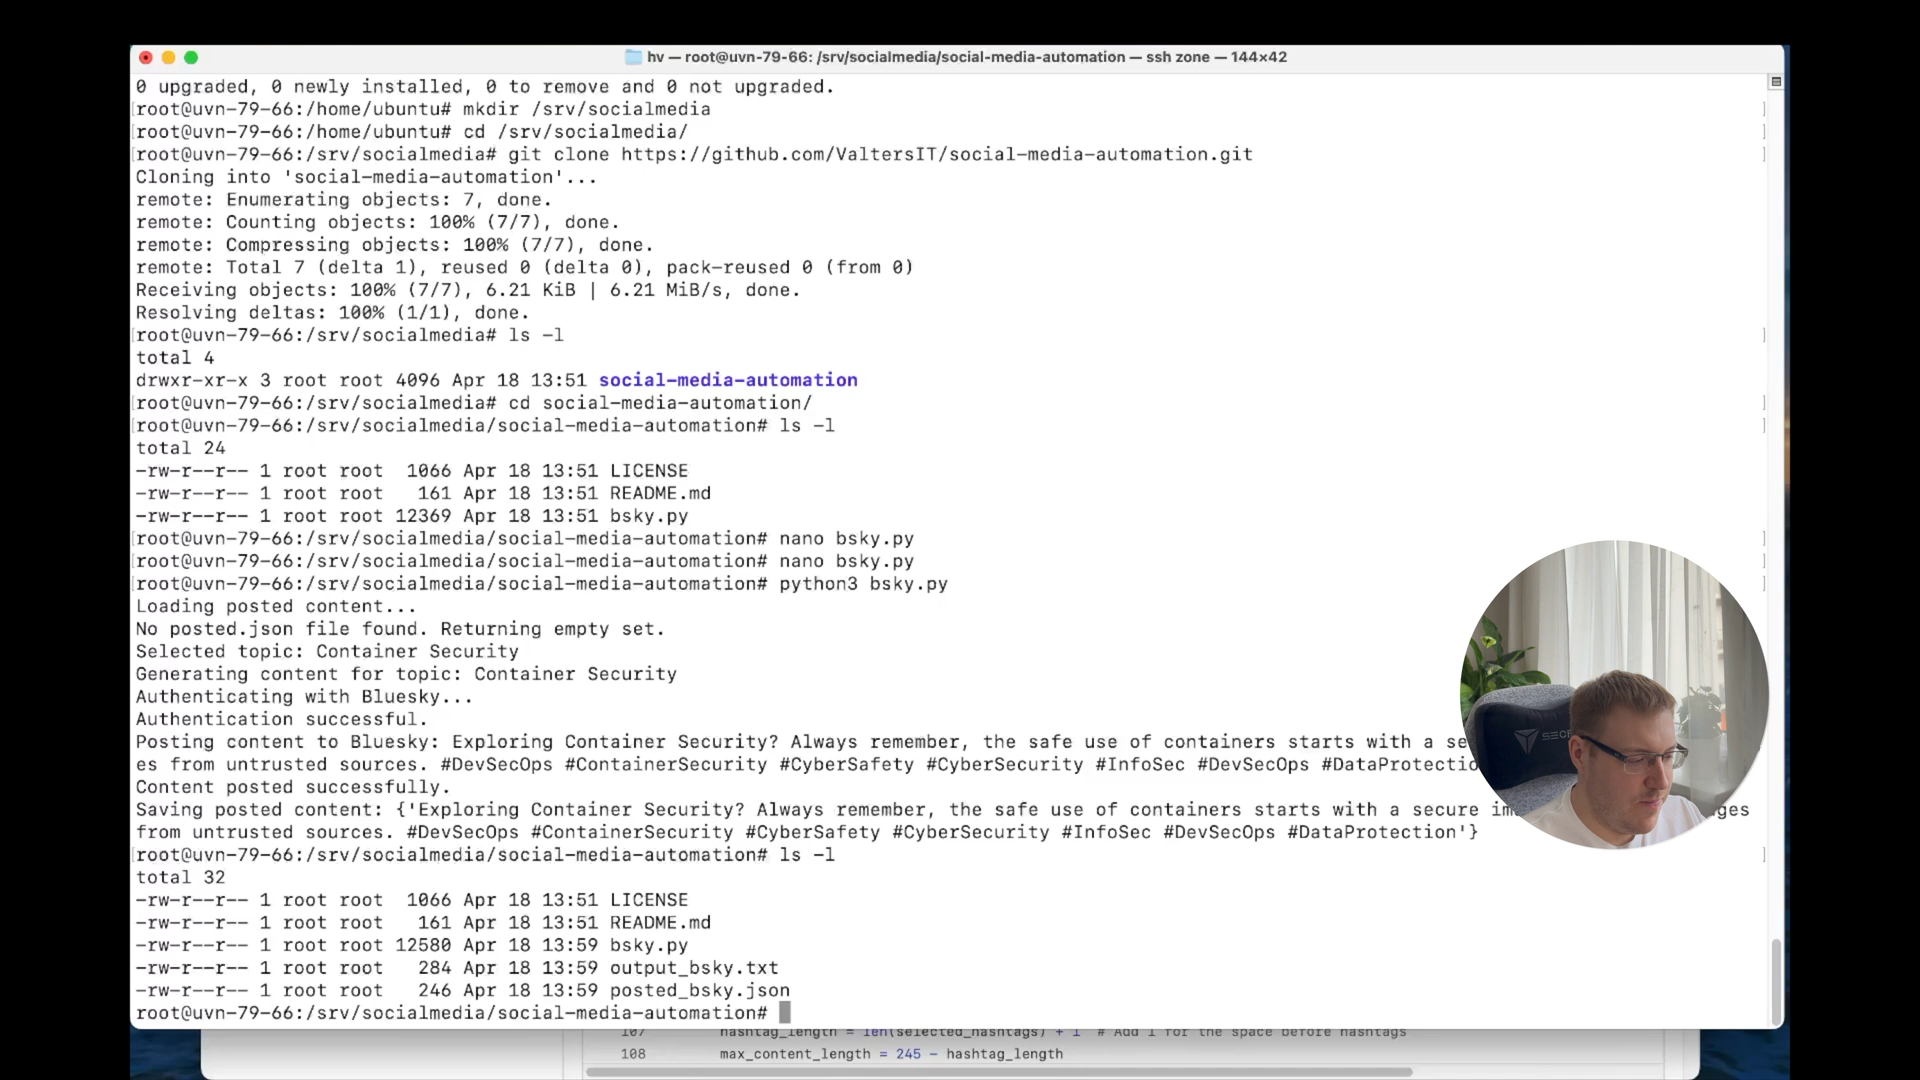 hv — root@uvn-79-66: /srv/socialmedia/social-media-automation — ssh zone — 144×42
0 upgraded, 0 newly installed, 0 to remove and 0 not upgraded.
[root@uvn-79-66:/home/ubuntu# mkdir /srv/socialmedia ]
[root@uvn-79-66:/home/ubuntu# cd /srv/socialmedia/ ]
[root@uvn-79-66:/srv/socialmedia# git clone https://github.com/ValtersIT/social-media-automation.git ]
Cloning into 'social-media-automation'...
remote: Enumerating objects: 7, done.
remote: Counting objects: 100% (7/7), done.
remote: Compressing objects: 100% (7/7), done.
remote: Total 7 (delta 1), reused 0 (delta 0), pack-reused 0 (from 0)
Receiving objects: 100% (7/7), 6.21 KiB | 6.21 MiB/s, done.
Resolving deltas: 100% (1/1), done.
[root@uvn-79-66:/srv/socialmedia# ls -l ]
total 4
drwxr-xr-x 3 root root 4096 Apr 18 13:51 social-media-automation
[root@uvn-79-66:/srv/socialmedia# cd social-media-automation/ ]
[root@uvn-79-66:/srv/socialmedia/social-media-automation# ls -l ]
total 24
-rw-r--r-- 1 root root 1066 Apr 18 13:51 LICENSE
-rw-r--r-- 1 root root 161 Apr 18 13:51 README.md
-rw-r--r-- 1 root root 12369 Apr 18 13:51 bsky.py
[root@uvn-79-66:/srv/socialmedia/social-media-automation# nano bsky.py ]
[root@uvn-79-66:/srv/socialmedia/social-media-automation# nano bsky.py ]
[root@uvn-79-66:/srv/socialmedia/social-media-automation# python3 bsky.py ]
Loading posted content...
No posted.json file found. Returning empty set.
Selected topic: Container Security
Generating content for topic: Container Security
Authenticating with Bluesky...
Authentication successful.
Posting content to Bluesky: Exploring Container Security? Always remember, the safe use of containers starts with a se
es from untrusted sources. #DevSecOps #ContainerSecurity #CyberSafety #CyberSecurity #InfoSec #DevSecOps #DataProtectio
Content posted successfully.
Saving posted content: {'Exploring Container Security? Always remember, the safe use of containers starts with a secure im ges
from untrusted sources. #DevSecOps #ContainerSecurity #CyberSafety #CyberSecurity #InfoSec #DevSecOps #DataProtection'}
[root@uvn-79-66:/srv/socialmedia/social-media-automation# ls -l ]
total 32
-rw-r--r-- 1 root root 1066 Apr 18 13:51 LICENSE
-rw-r--r-- 1 root root 161 Apr 18 13:51 README.md
-rw-r--r-- 1 root root 12580 Apr 18 13:59 bsky.py
-rw-r--r-- 1 root root 284 Apr 18 13:59 output_bsky.txt
-rw-r--r-- 1 root root 246 Apr 18 13:59 posted_bsky.json
root@uvn-79-66:/srv/socialmedia/social-media-automation#
107 hashtag_length = len(selected_hashtags) + 1 # Add 1 for the space before hashtags
108 max_content_length = 245 - hashtag_length